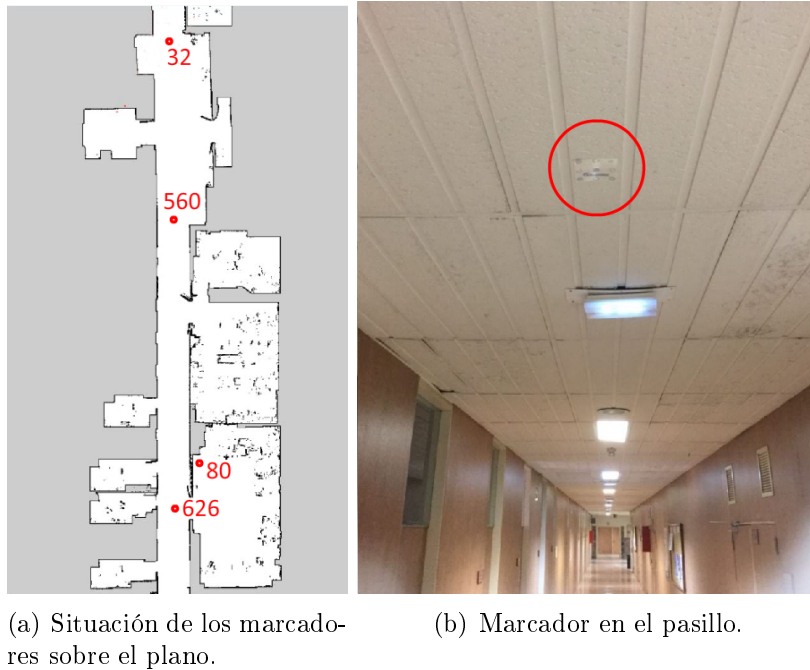 32
560
80
626
(a) Situación de los marcado-
res sobre el plano.
(b) Marcador en el pasillo.